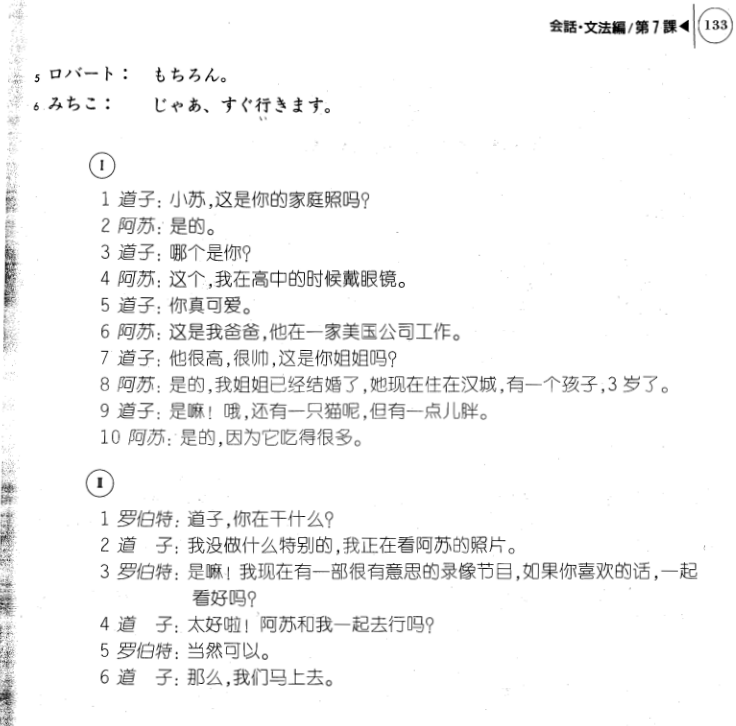 会話・文法編/第7課◀ 133
5 ロバート： もちろん。
6 みちこ： じゃあ、すぐ行きます。
い
I
1 道子：小苏，这是你的家庭照吗？
2 阿苏：是的。
3 道子：哪个是你？
4 阿苏：这个，我在高中的时候戴眼镜。
5 道子：你真可爱。
6 阿苏：这是我爸爸，他在一家美国公司工作。
7 道子：他很高，很帅，这是你姐姐吗？
8 阿苏：是的，我姐姐已经结婚了，她现在住在汉城，有一个孩子，3岁了。
9 道子：是嘛！哦，还有一只猫呢，但有一点儿胖。
10 阿苏：是的，因为它吃得很多。
II
1 罗伯特：道子，你在干什么？
2 道　子：我没做什么特别的，我正在看阿苏的照片。
3 罗伯特：是嘛！我现在有一部很有意思的录像节目，如果你喜欢的话，一起
看好吗？
4 道　子：太好啦！阿苏和我一起去行吗？
5 罗伯特：当然可以。
6 道　子：那么，我们马上去。